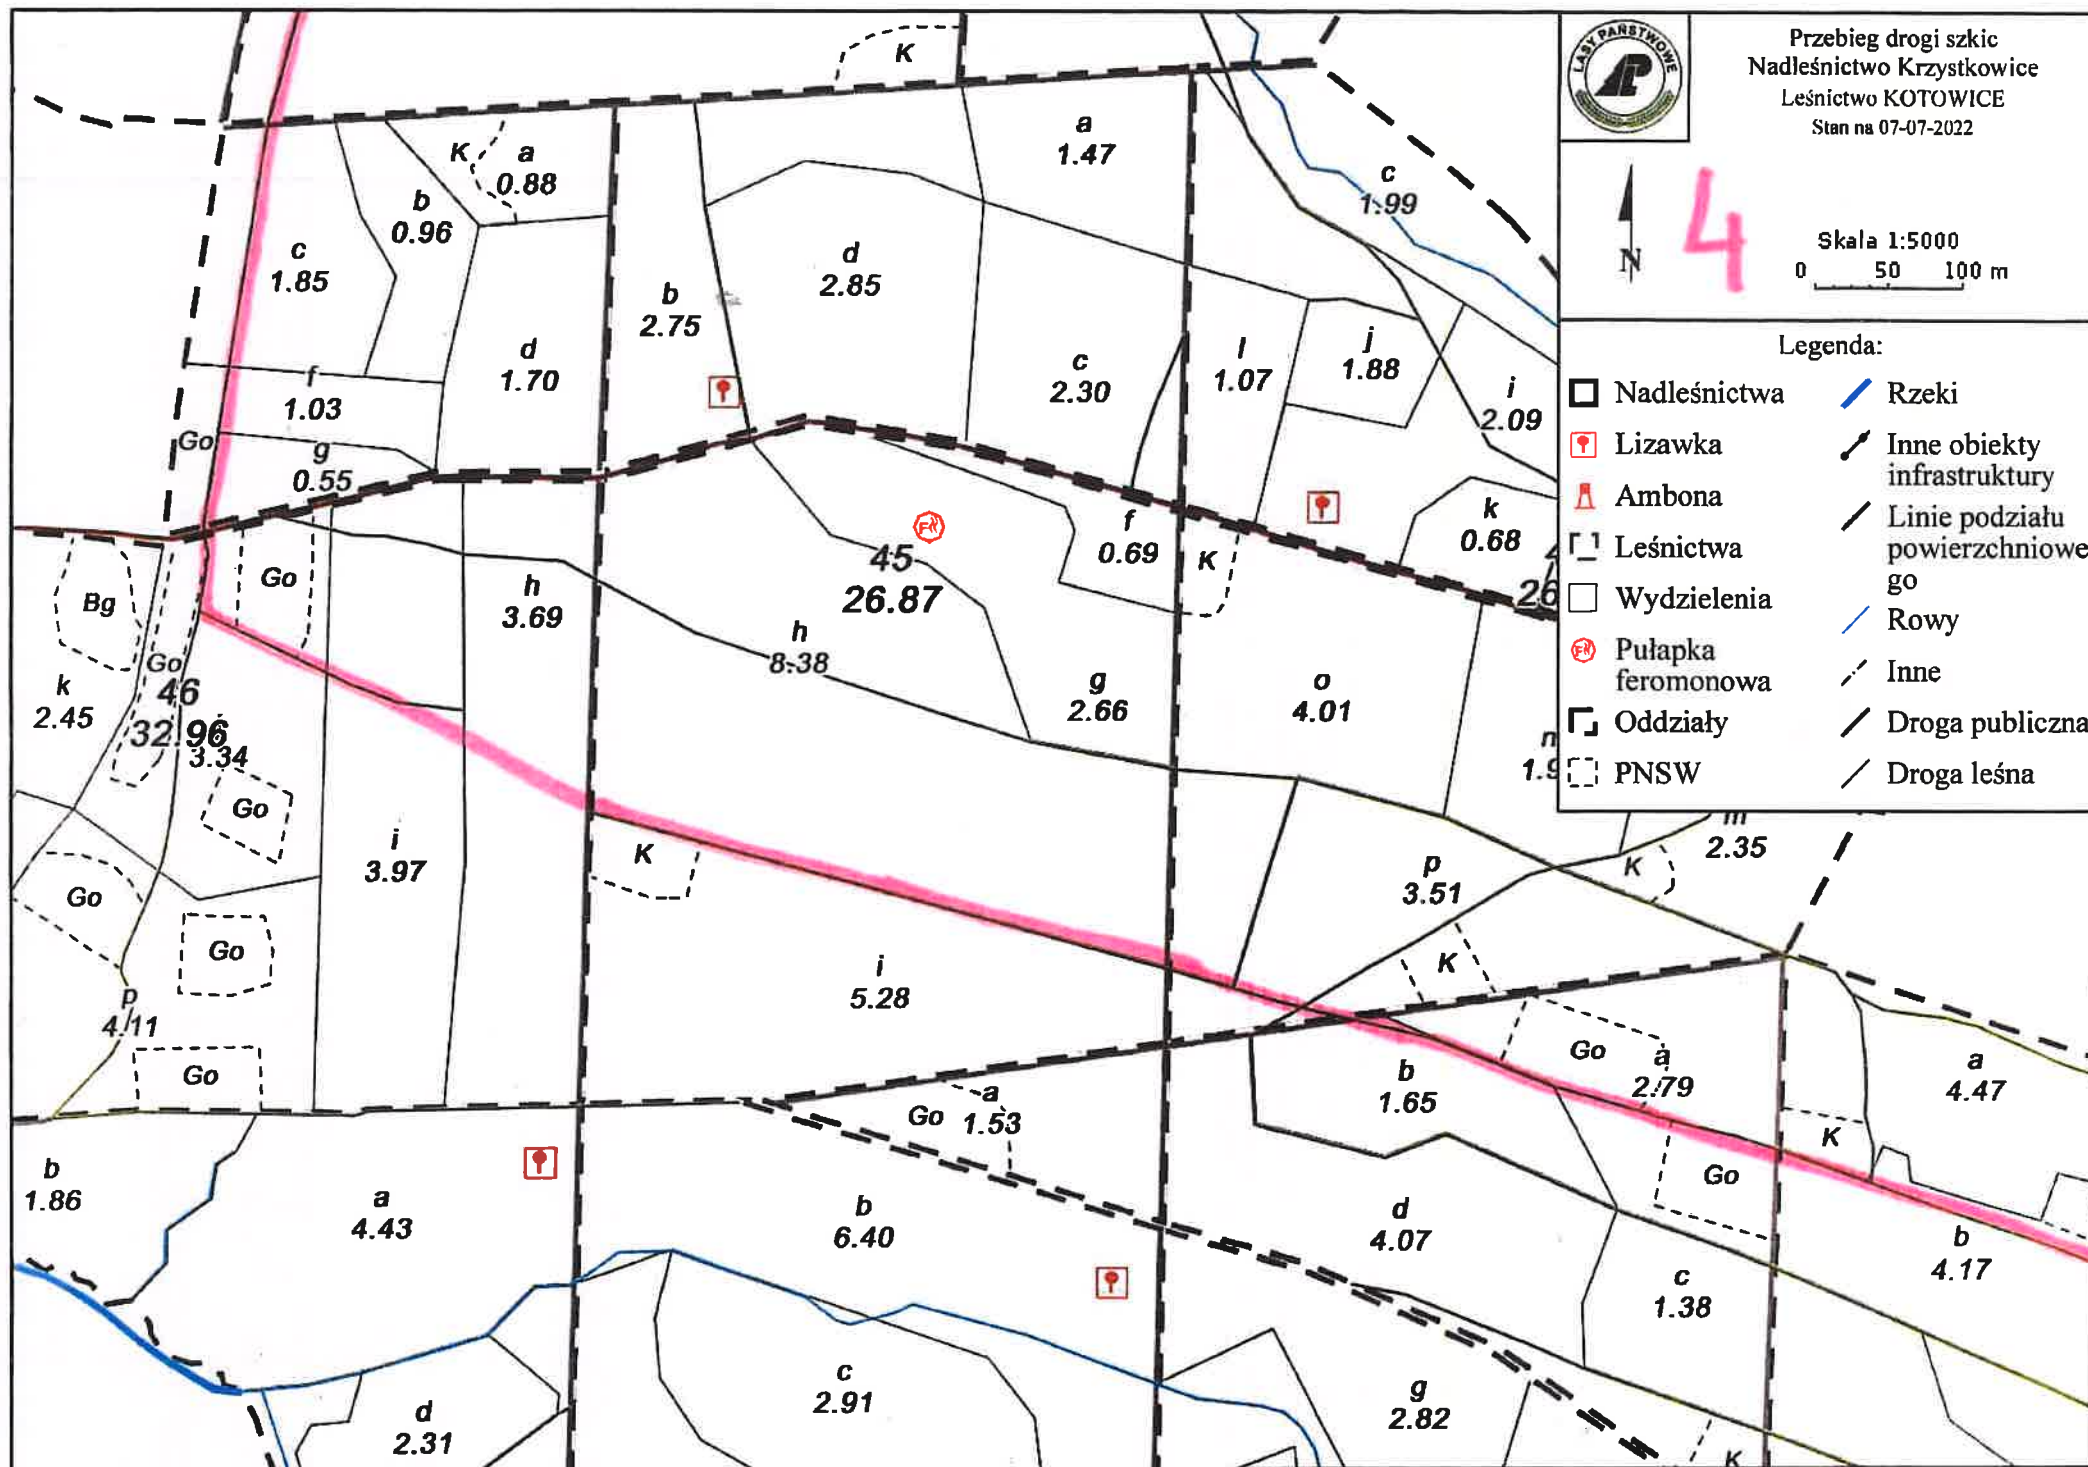 LASY PAŃSTWOWE
Przebieg drogi szkic
Nadleśnictwo Krzystkowice
Leśnictwo KOTOWICE
Stan na 07-07-2022
4
N
Skala 1:5000
0 50 100 m
Legenda:
Nadleśnictwa
Lizawka
Ambona
Leśnictwa
Wydzielenia
Pułapka
feromonowa
Oddziały
PNSW
Rzeki
Inne obiekty
infrastruktury
Linie podziału
powierzchniowe
go
Rowy
Inne
Droga publiczna
Droga leśna
K
a
1.47
c
1.99
K
a
0.88
b
0.96
c
1.85
d
2.85
b
2.75
d
1.70
c
2.30
l
1.07
j
1.88
i
2.09
f
1.03
Go
g
0.55
k
0.68
f
0.69
K
45
26.87
26
Go
Bg
h
3.69
h
8.38
g
2.66
o
4.01
Go
k
2.45
46
32.96
3.34
n
1.9
Go
i
3.97
K
p
3.51
K
m
2.35
Go
Go
K
i
5.28
p
4.11
Go
Go
a
2.79
a
4.47
b
1.65
Go
a
1.53
K
Go
b
1.86
a
4.43
b
6.40
d
4.07
b
4.17
c
1.38
c
2.91
g
2.82
d
2.31
K